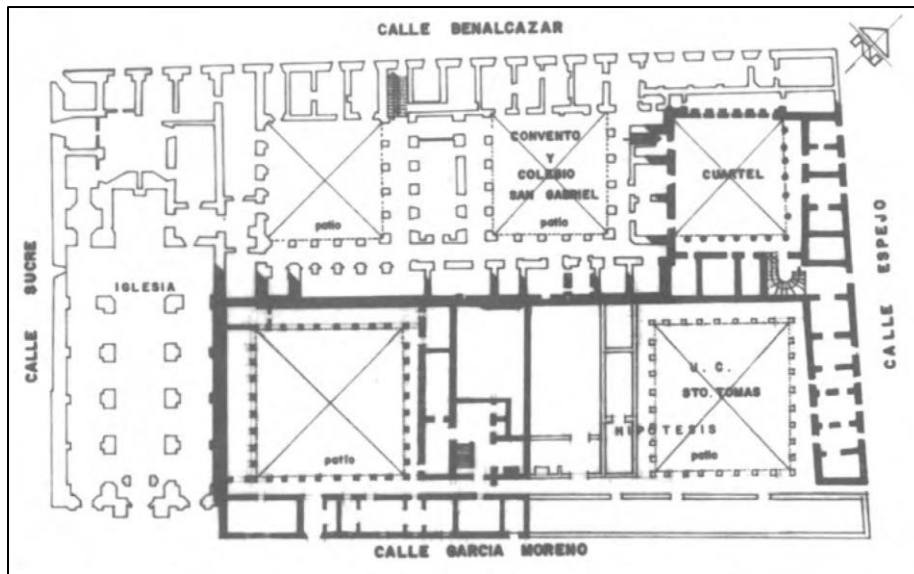 CALLE BENALCAZAR
CONVENTO
Y
COLEGIO
SAN GABRIEL
patio
patio
CUARTEL
CALLE SUCRE
IGLESIA
CALLE ESPEJO
U. C.
STO. TOMAS
HIPOTESIS
patio
patio
CALLE GARCIA MORENO